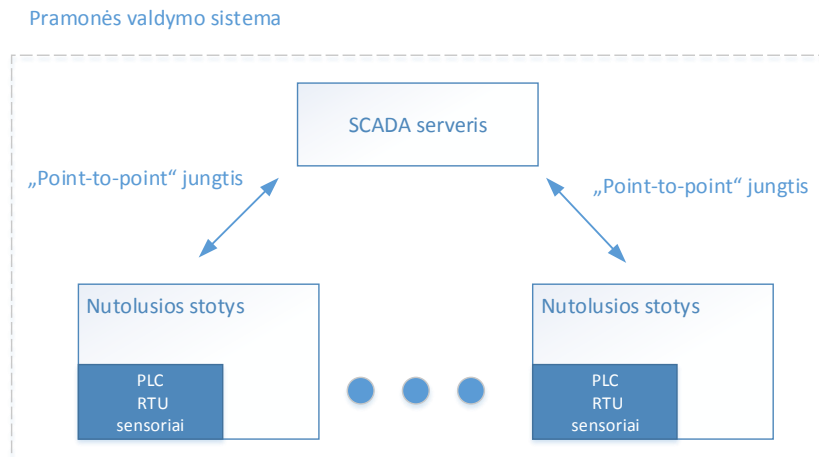 Pramonės valdymo sistema
SCADA serveris
„Point-to-point“ jungtis
„Point-to-point“ jungtis
Nutolusios stotys
PLC
RTU
sensoriai
Nutolusios stotys
PLC
RTU
sensoriai